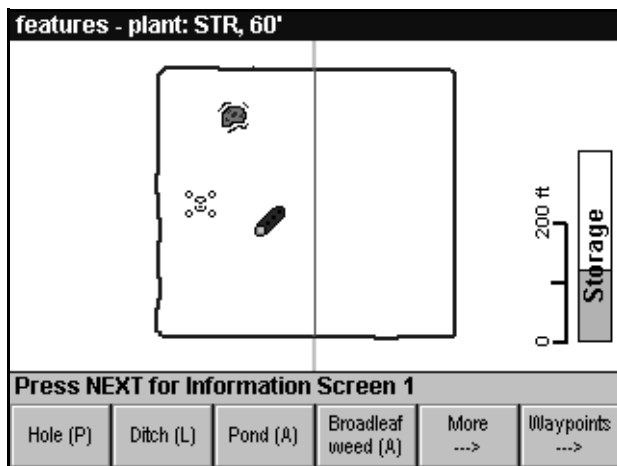 features - plant: STR, 60'
200 ft
0
Storage
Press NEXT for Information Screen 1
Hole (P)
Ditch (L)
Pond (A)
Broadleaf
weed (A)
More
--->
Waypoints
--->